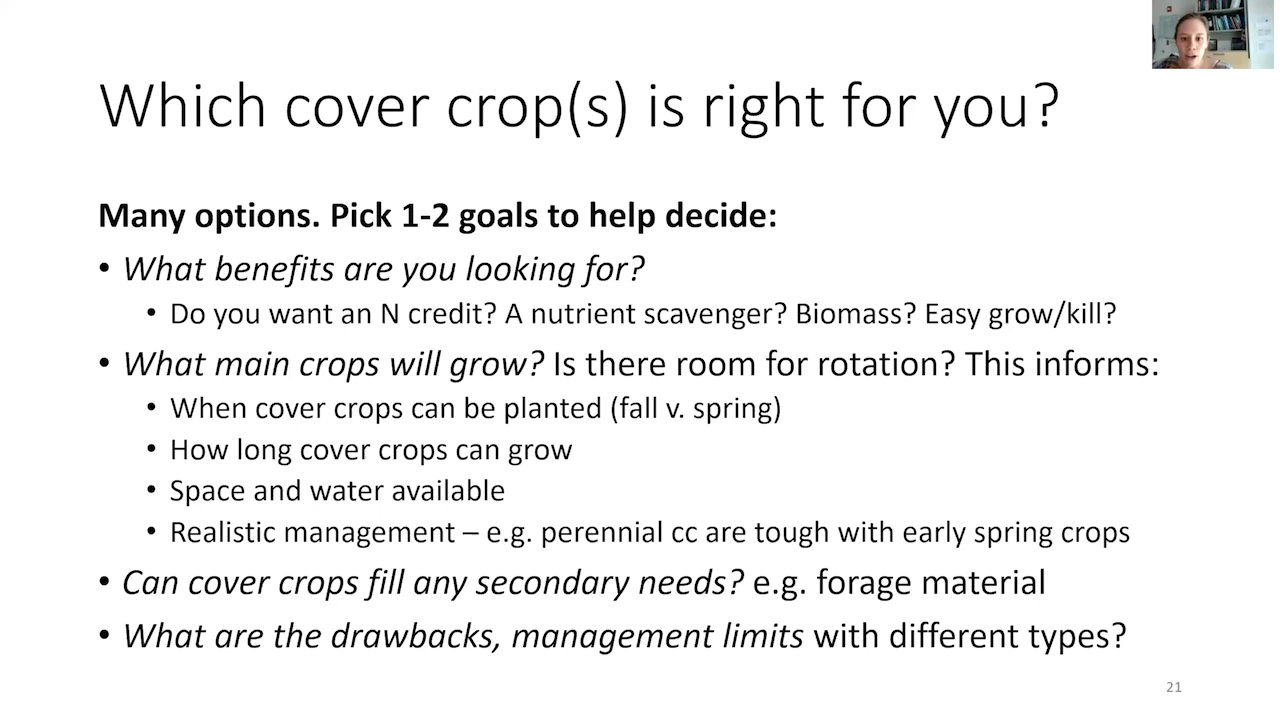 Which cover crop(s) is right for you?
Many options. Pick 1-2 goals to help decide:
• What benefits are you looking for?
• Do you want an N credit? A nutrient scavenger? Biomass? Easy grow/kill?
• What main crops will grow? Is there room for rotation? This informs:
• When cover crops can be planted (fall v. spring)
• How long cover crops can grow
• Space and water available
• Realistic management – e.g. perennial cc are tough with early spring crops
• Can cover crops fill any secondary needs? e.g. forage material
• What are the drawbacks, management limits with different types?
21